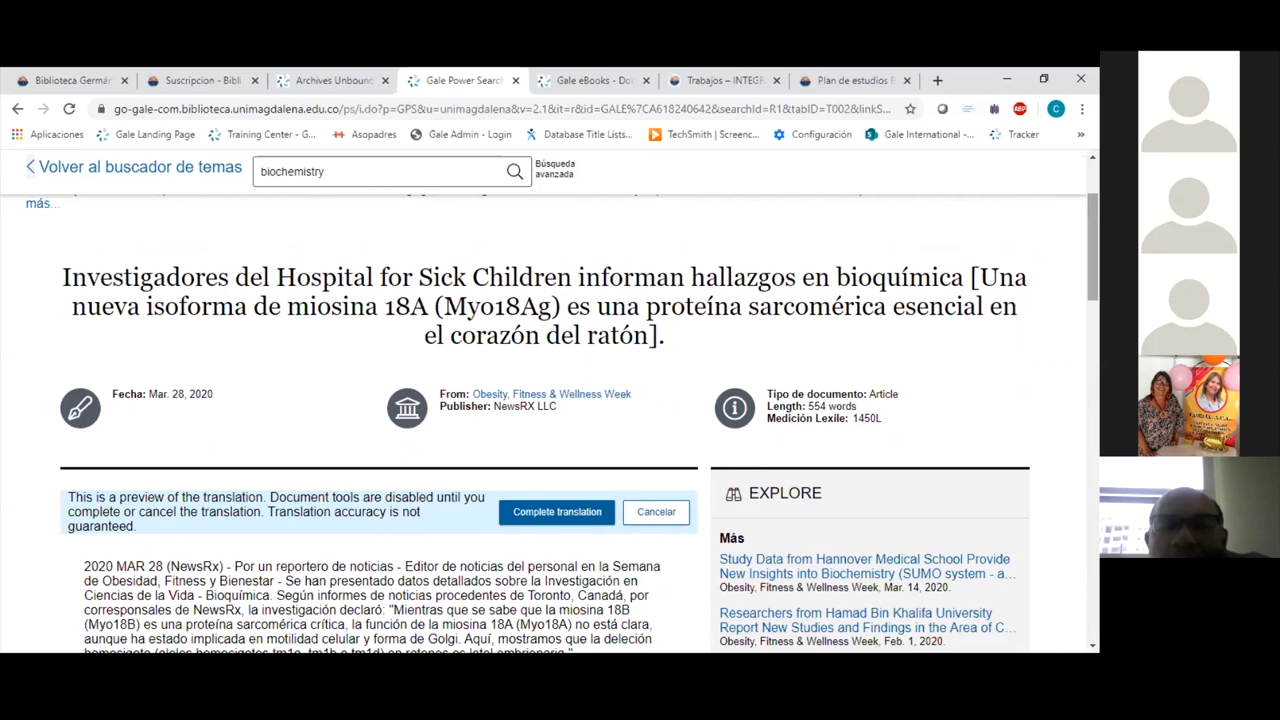 Biblioteca Germán
Suscripcion - Bibli
Archives Unboun
Gale Power Searc
Gale eBooks - Do
Trabajos – INTEGR
Plan de estudios B
go-gale-com.biblioteca.unimagdalena.edu.co/ps/i.do?p=GPS&u=unimagdalena&v=2.1&it=r&id=GALE%7CA618240642&searchId=R1&tabID=T002&linkS...
C
ABP
Aplicaciones
Gale Landing Page
Training Center - G...
Asopadres
Gale Admin - Login
Database Title Lists...
TechSmith | Screenc...
Configuración
Gale International -...
Tracker
»
Volver al buscador de temas
biochemistry
Búsqueda
avanzada
más...
Investigadores del Hospital for Sick Children informan hallazgos en bioquímica [Una
nueva isoforma de miosina 18A (Myo18Ag) es una proteína sarcomérica esencial en
el corazón del ratón].
Fecha: Mar. 28, 2020
From: Obesity, Fitness & Wellness Week
Publisher: NewsRX LLC
Tipo de documento: Article
Length: 554 words
Medición Lexile: 1450L
This is a preview of the translation. Document tools are disabled until you
complete or cancel the translation. Translation accuracy is not
guaranteed.
Complete translation
Cancelar
2020 MAR 28 (NewsRx) - Por un reportero de noticias - Editor de noticias del personal en la Semana
de Obesidad, Fitness y Bienestar - Se han presentado datos detallados sobre la Investigación en
Ciencias de la Vida - Bioquímica. Según informes de noticias procedentes de Toronto, Canadá, por
corresponsales de NewsRx, la investigación declaró: "Mientras que se sabe que la miosina 18B
(Myo18B) es una proteína sarcomérica crítica, la función de la miosina 18A (Myo18A) no está clara,
aunque ha estado implicada en motilidad celular y forma de Golgi. Aquí, mostramos que la deleción
EXPLORE
Más
Study Data from Hannover Medical School Provide
New Insights into Biochemistry (SUMO system - a...
Obesity, Fitness & Wellness Week, Mar. 14, 2020.
Researchers from Hamad Bin Khalifa University
Report New Studies and Findings in the Area of C...
Obesity, Fitness & Wellness Week, Feb. 1, 2020.